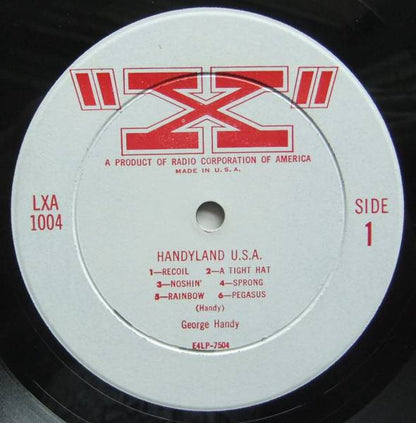 "X"
A PRODUCT OF RADIO CORPORATION OF AMERICA
MADE IN U.S.A.
LXA
1004
SIDE
1
HANDYLAND U.S.A.
1—RECOIL 2—A TIGHT HAT
3—NOSHIN' 4—SPRONG
5—RAINBOW 6—PEGASUS
(Handy)
George Handy
E4LP-7504